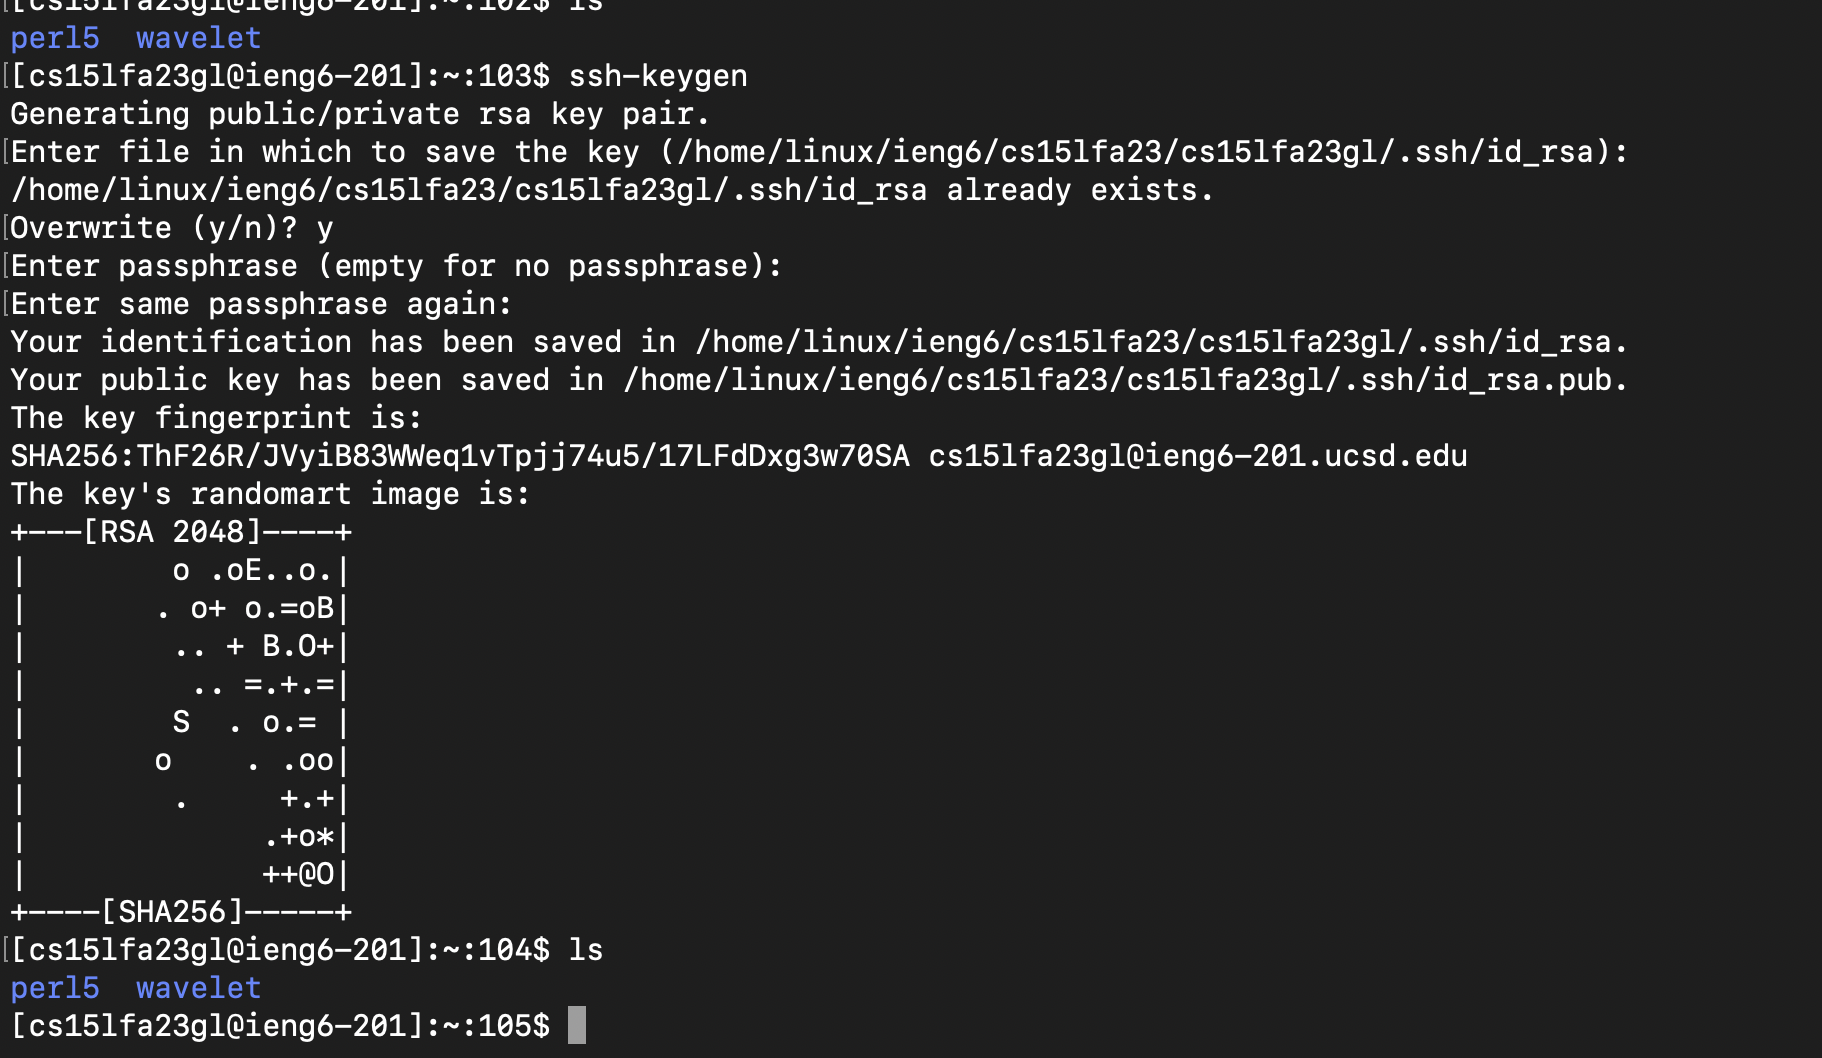 [cs15lfa23gl@ieng6-201]:~:102$ ls
perl5  wavelet
[cs15lfa23gl@ieng6-201]:~:103$ ssh-keygen
Generating public/private rsa key pair.
Enter file in which to save the key (/home/linux/ieng6/cs15lfa23/cs15lfa23gl/.ssh/id_rsa):
/home/linux/ieng6/cs15lfa23/cs15lfa23gl/.ssh/id_rsa already exists.
Overwrite (y/n)? y
Enter passphrase (empty for no passphrase):
Enter same passphrase again:
Your identification has been saved in /home/linux/ieng6/cs15lfa23/cs15lfa23gl/.ssh/id_rsa.
Your public key has been saved in /home/linux/ieng6/cs15lfa23/cs15lfa23gl/.ssh/id_rsa.pub.
The key fingerprint is:
SHA256:ThF26R/JVyiB83WWeq1vTpjj74u5/17LFdDxg3w70SA cs15lfa23gl@ieng6-201.ucsd.edu
The key's randomart image is:
+---[RSA 2048]----+
|        o .oE..o.|
|       . o+ o.=oB|
|        .. + B.O+|
|         .. =.+.=|
|        S  . o.= |
|       o    . .oo|
|        .     +.+|
|             .+o*|
|             ++@O|
+----[SHA256]-----+
[cs15lfa23gl@ieng6-201]:~:104$ ls
perl5  wavelet
[cs15lfa23gl@ieng6-201]:~:105$